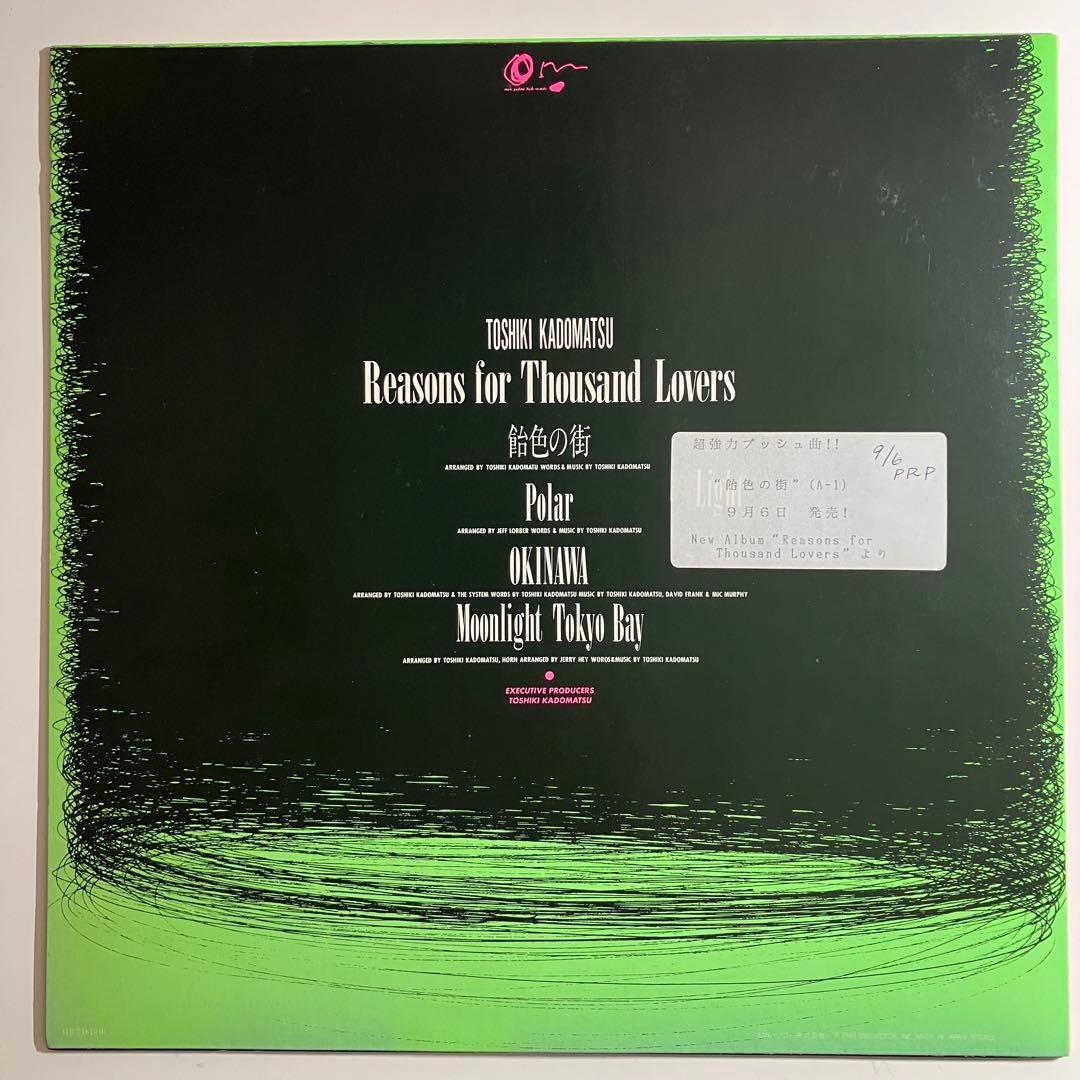 TOSHIKI KADOMATSU
Reasons for Thousand Lovers
飴色の街
ARRANGED BY TOSHIKI KADOMATU WORDS & MUSIC BY TOSHIKI KADOMATSU
Polar
ARRANGED BY JEFF LORBER WORDS & MUSIC BY TOSHIKI KADOMATSU
OKINAWA
ARRANGED BY TOSHIKI KADOMATSU & THE SYSTEM WORDS BY TOSHIKI KADOMATSU MUSIC BY TOSHIKI KADOMATSU, DAVID FRANK & MIC MURPHY
Moonlight Tokyo Bay
ARRANGED BY TOSHIKI KADOMATSU, HORN ARRANGED BY JERRY HEY WOROS&MUSIC BY TOSHIKI KADOMATSU
EXECUTIVE PRODUCERS
TOSHIKI KADOMATSU
超強力プッシュ曲!!
9/6
PRP
“飴色の街” (A-1)
9月6日 発売!
New Album “Reasons for
Thousand Lovers” より
Light